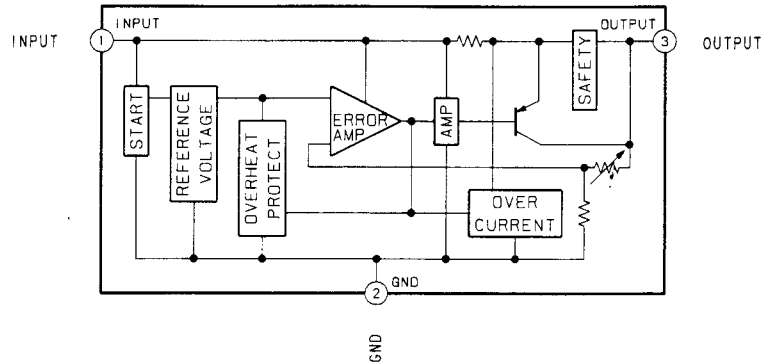 INPUT
OUTPUT
INPUT
1
3
OUTPUT
START
REFERENCE
VOLTAGE
OVERHEAT
PROTECT
ERROR
AMP
AMP
SAFETY
OVER
CURRENT
2
GND
GND